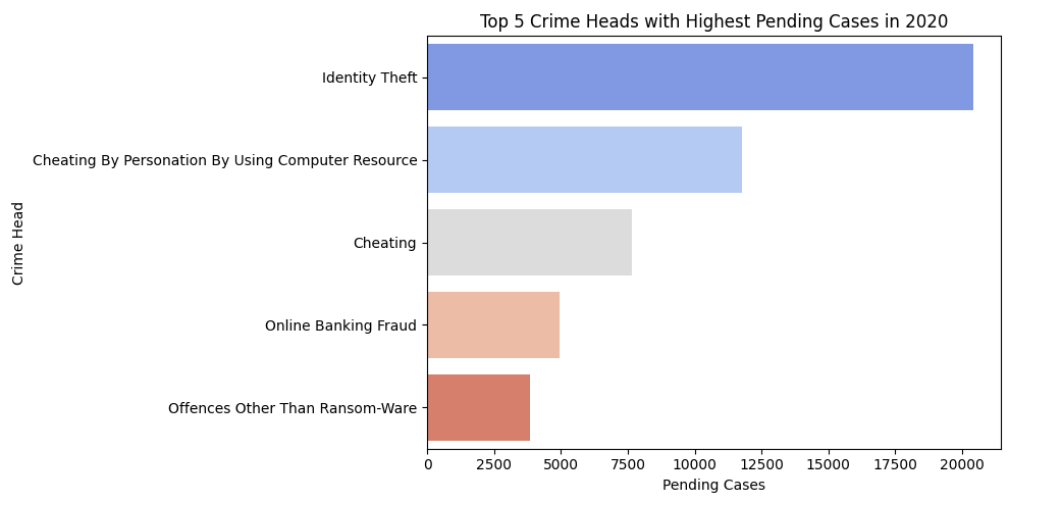 Top 5 Crime Heads with Highest Pending Cases in 2020
Crime Head
Identity Theft
Cheating By Personation By Using Computer Resource
Cheating
Online Banking Fraud
Offences Other Than Ransom-Ware
0 2500 5000 7500 10000 12500 15000 17500 20000
Pending Cases